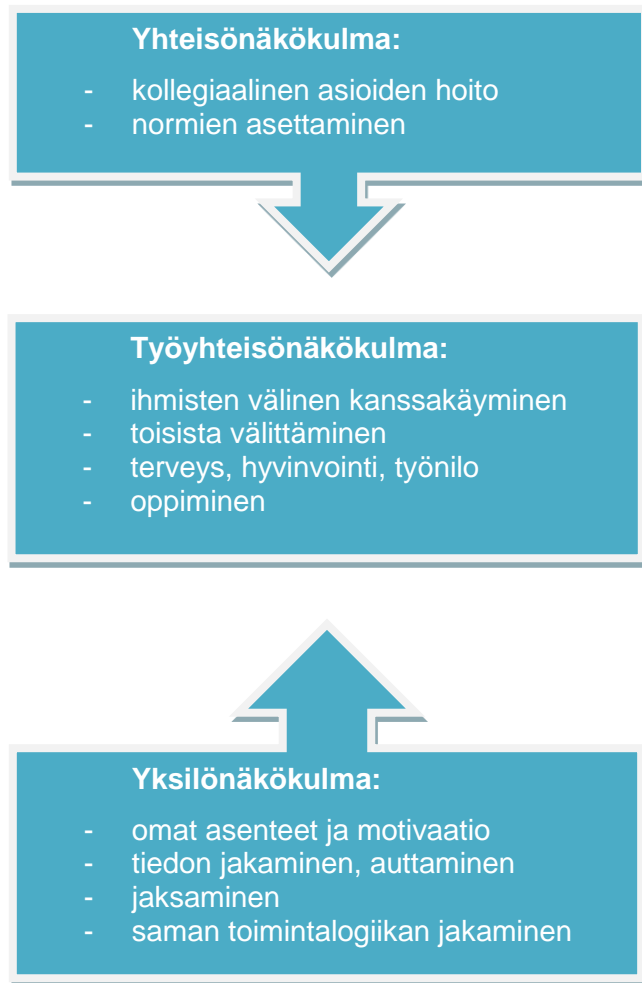 Yhteisönäkökulma:
- kollegiaalinen asioiden hoito
- normien asettaminen
Työyhteisönäkökulma:
- ihmisten välinen kanssakäyminen
- toisista välittäminen
- terveys, hyvinvointi, työnilo
- oppiminen
Yksilönäkökulma:
- omat asenteet ja motivaatio
- tiedon jakaminen, auttaminen
- jaksaminen
- saman toimintalogiikan jakaminen